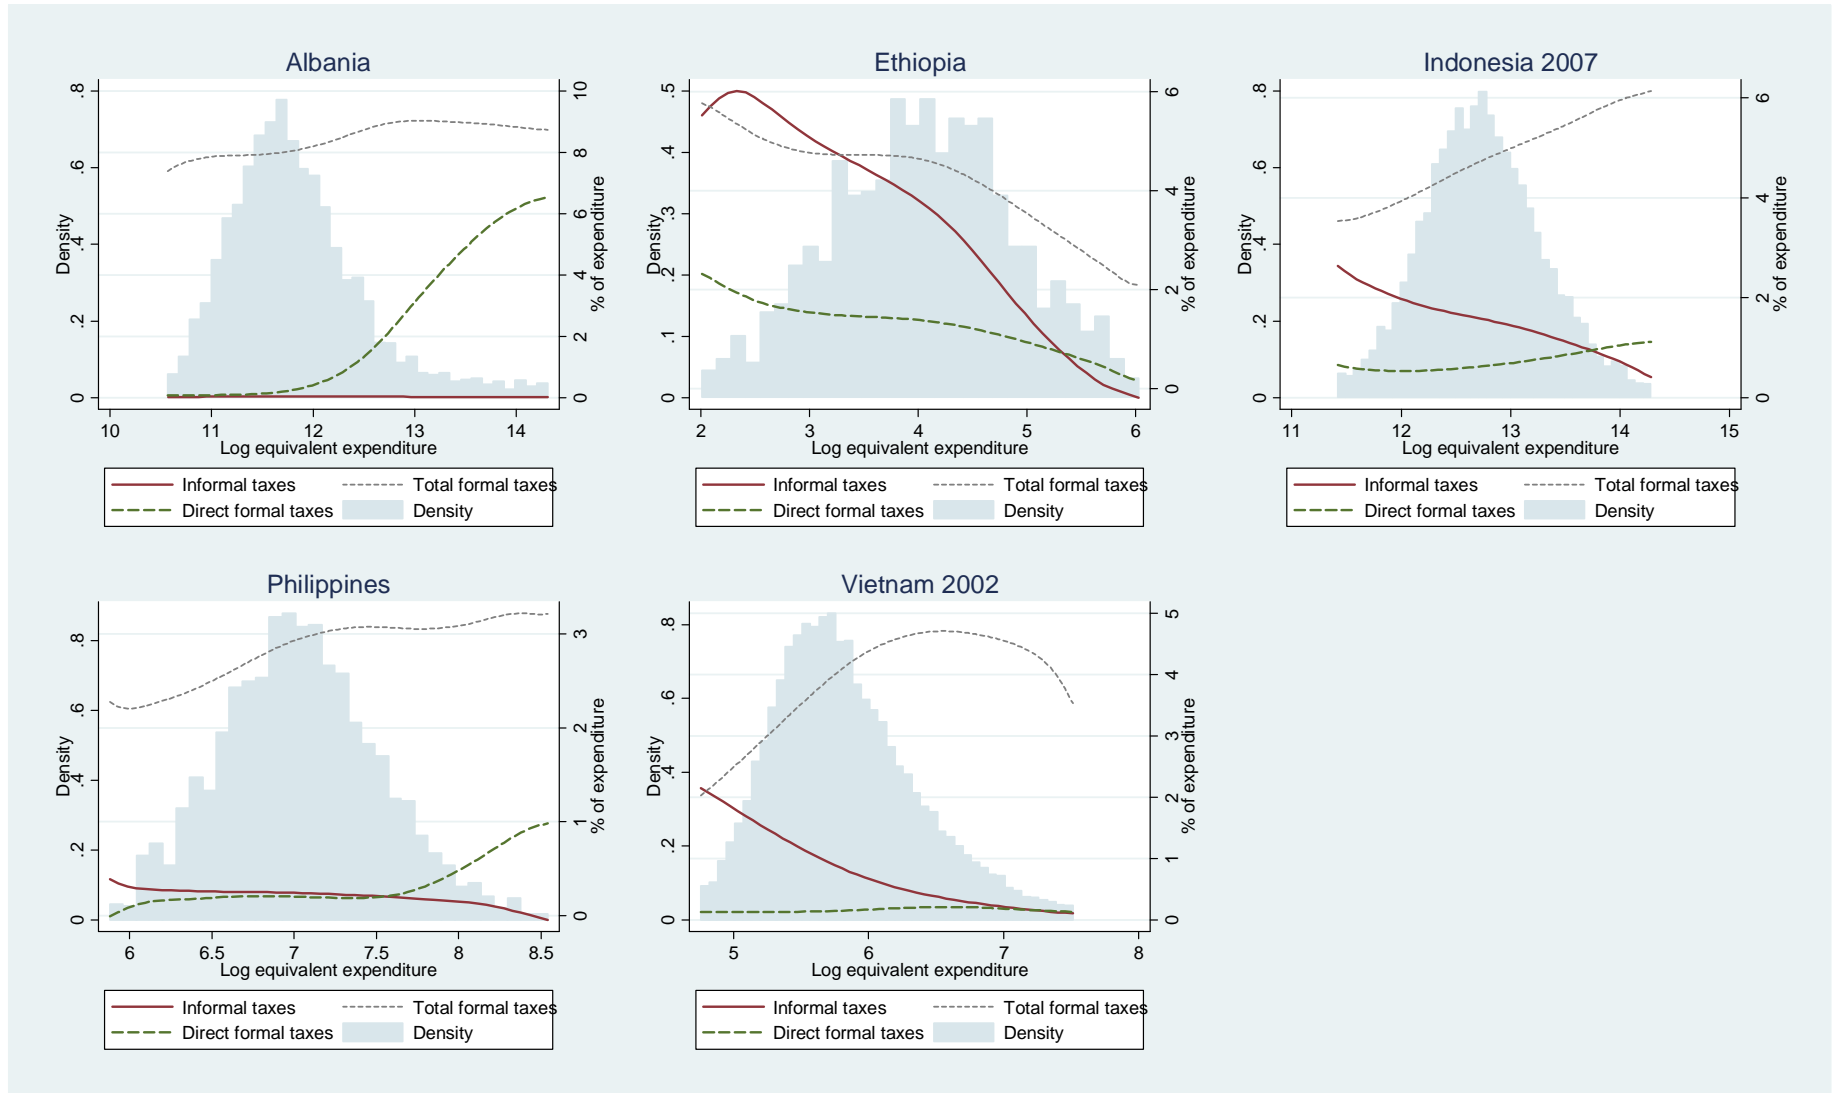 Albania
0 .2 .4 .6 .8
Density
0 2 4 6 8 10
% of expenditure
10 11 12 13 14
Log equivalent expenditure
Informal taxes Total formal taxes
Direct formal taxes Density
Ethiopia
0 .1 .2 .3 .4 .5
Density
0 2 4 6
% of expenditure
2 3 4 5 6
Log equivalent expenditure
Informal taxes Total formal taxes
Direct formal taxes Density
Indonesia 2007
0 .2 .4 .6 .8
Density
0 2 4 6
% of expenditure
11 12 13 14 15
Log equivalent expenditure
Informal taxes Total formal taxes
Direct formal taxes Density
Philippines
0 .2 .4 .6 .8
Density
0 1 2 3
% of expenditure
6 6.5 7 7.5 8 8.5
Log equivalent expenditure
Informal taxes Total formal taxes
Direct formal taxes Density
Vietnam 2002
0 .2 .4 .6 .8
Density
0 1 2 3 4 5
% of expenditure
5 6 7 8
Log equivalent expenditure
Informal taxes Total formal taxes
Direct formal taxes Density